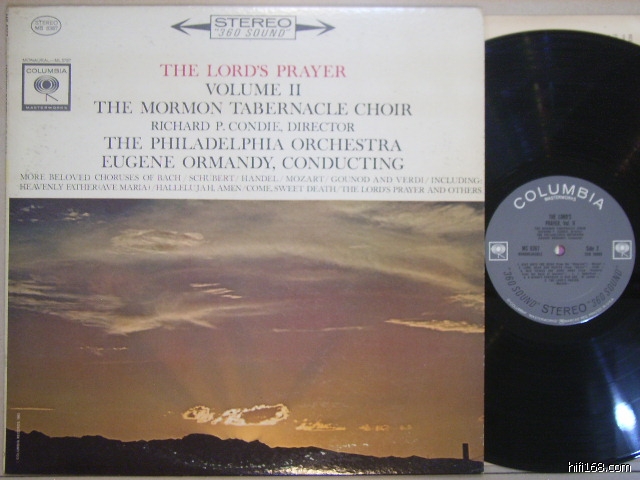 STEREO
"360 SOUND"
STEREO
COLUMBIA
MASTERWORKS
THE LORD'S PRAYER
VOLUME II
THE MORMON TABERNACLE CHOIR
RICHARD P. CONDIE, DIRECTOR
THE PHILADELPHIA ORCHESTRA
EUGENE ORMANDY, CONDUCTING
MORE BELOVED CHORUSES OF BACH / SCHUBERT / HANDEL / MOZART / GOUNOD AND VERDI / INCLUDING:
HEAVENLY FATHER (AVE MARIA) / HALLELUJAH, AMEN / COME, SWEET DEATH / THE LORD'S PRAYER AND OTHERS
COLUMBIA
MASTERWORKS
THE LORD'S
PRAYER, Vol. II
Side 2
"360 SOUND" STEREO "360 SOUND"
hifi168.com